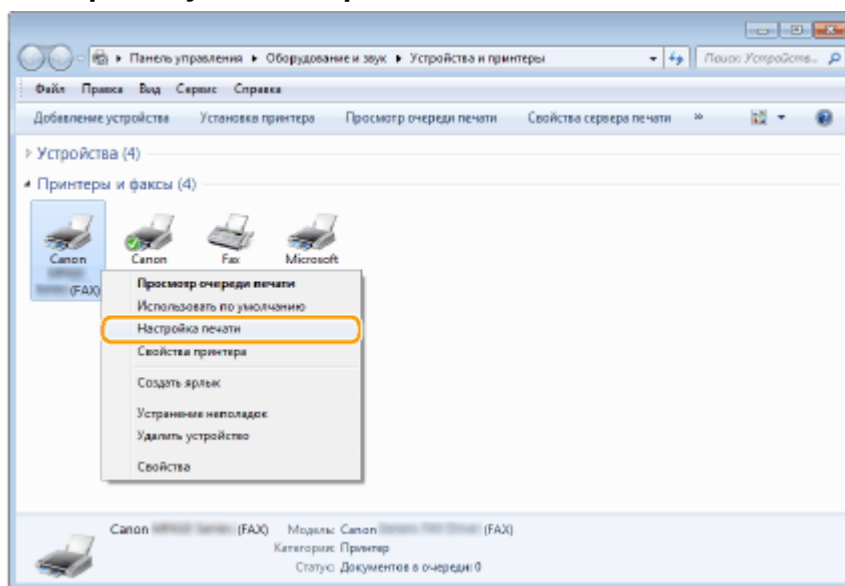 Панель управления ▸ Оборудование и звук ▸ Устройства и принтеры
Поиск: Устройств...
Файл Правка Вид Сервис Справка
Добавление устройства Установка принтера Просмотр очереди печати Свойства сервера печати »
Устройства (4)
Принтеры и факсы (4)
Canon Canon Fax Microsoft
(FAX)
Просмотр очереди печати
Использовать по умолчанию
Настройка печати
Свойства принтера
Создать ярлык
Устранение неполадок
Удалить устройство
Свойства
Canon (FAX) Модель: Canon (FAX)
Категория: Принтер
Статус: Документов в очереди: 0